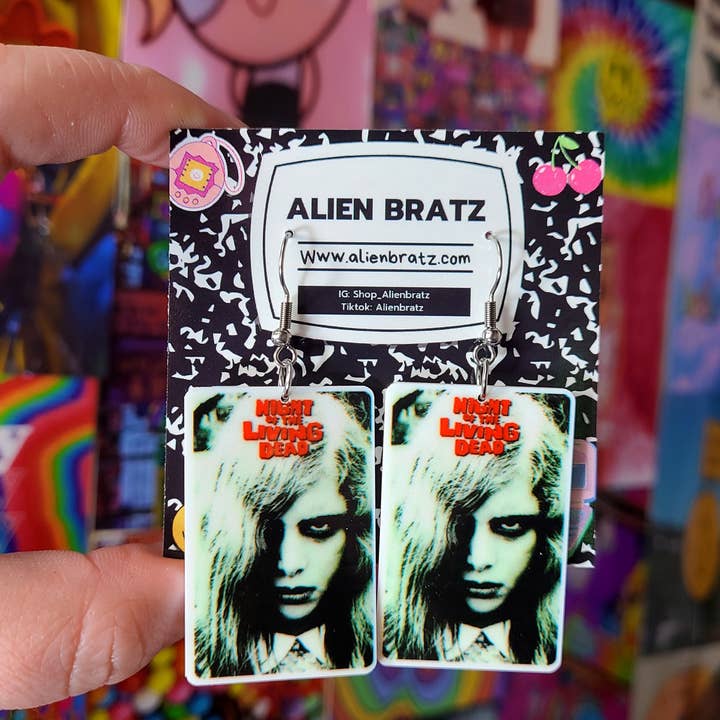 ALIEN BRATZ
Www.alienbratz.com
IG: Shop_Alienbratz
Tiktok: Alienbratz
NIGHT
OF THE
LIVING
DEAD
NIGHT
OF THE
LIVING
DEAD